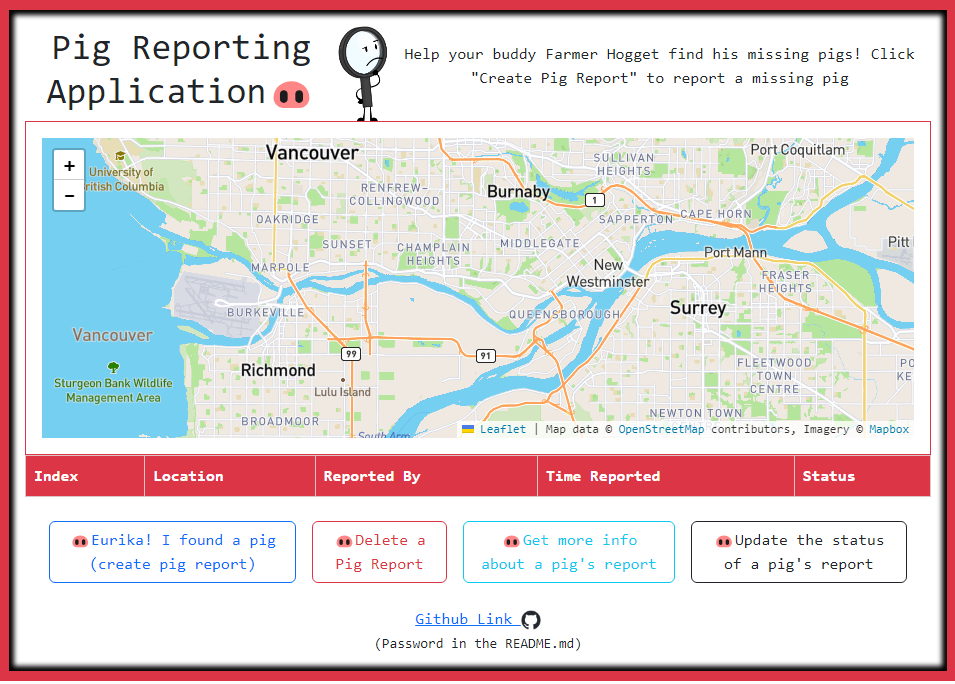 Pig Reporting
Application
Help your buddy Farmer Hogget find his missing pigs! Click
"Create Pig Report" to report a missing pig
+
−
Vancouver
Port Coquitlam
University of
ritish Columbia
SULLIVAN
HEIGHTS
RENFREW-
COLLINGWOOD
Burnaby
1
OAKRIDGE
SAPPERTON
CAPE HORN
SUNSET
CHAMPLAIN
HEIGHTS
MIDDLEGATE
Port Mann
Pitt
MARPOLE
New
Westminster
FRASER
HEIGHTS
BURKEVILLE
QUEENSBOROUGH
Surrey
Vancouver
99
91
Richmond
Lulu Island
Sturgeon Bank Wildlife
Management Area
FLEETWOOD
TOWN
CENTRE
PO
KE
BROADMOOR
NEWTON TOWN
South Arm
Leaflet | Map data © OpenStreetMap contributors, Imagery © Mapbox
Index Location Reported By Time Reported Status
Eurika! I found a pig
(create pig report)
Delete a
Pig Report
Get more info
about a pig's report
Update the status
of a pig's report
Github Link
(Password in the README.md)